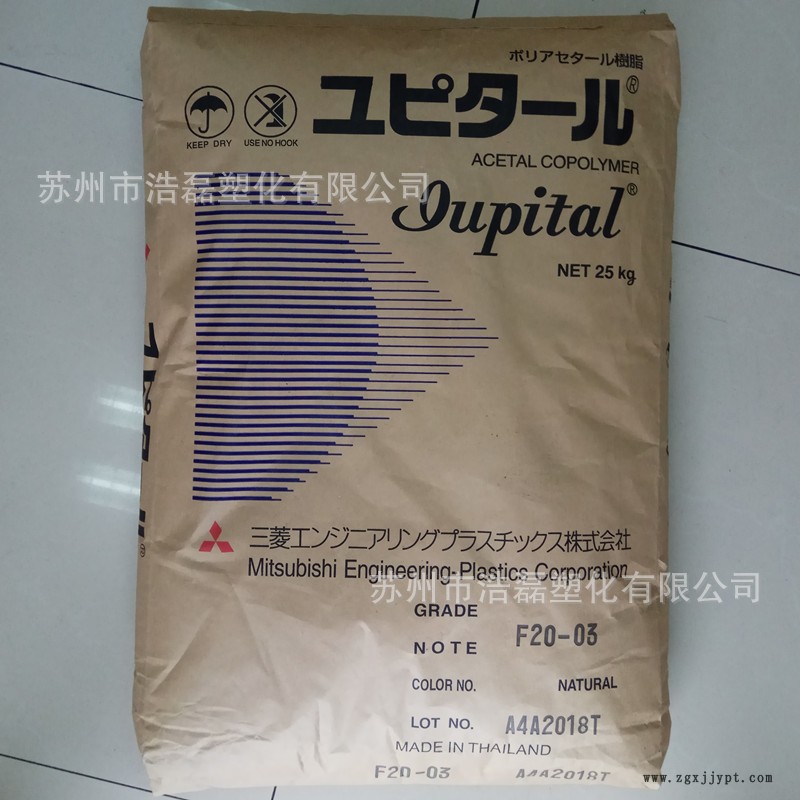 ポリアセタール樹脂
ユピタール®
KEEP DRY
USE NO HOOK
ACETAL COPOLYMER
苏州市浩磊塑化有限公司
Iupital®
NET 25 kg
三菱エンジニアリングプラスチックス株式会社
Mitsubishi Engineering-Plastics Corporation
苏州市浩磊塑化有限公司
GRADE
NOTE F20-03
COLOR NO. NATURAL
LOT NO. A4A2018T
MADE IN THAILAND
F20-03 A4A2018T
www.zgxjjypt.com